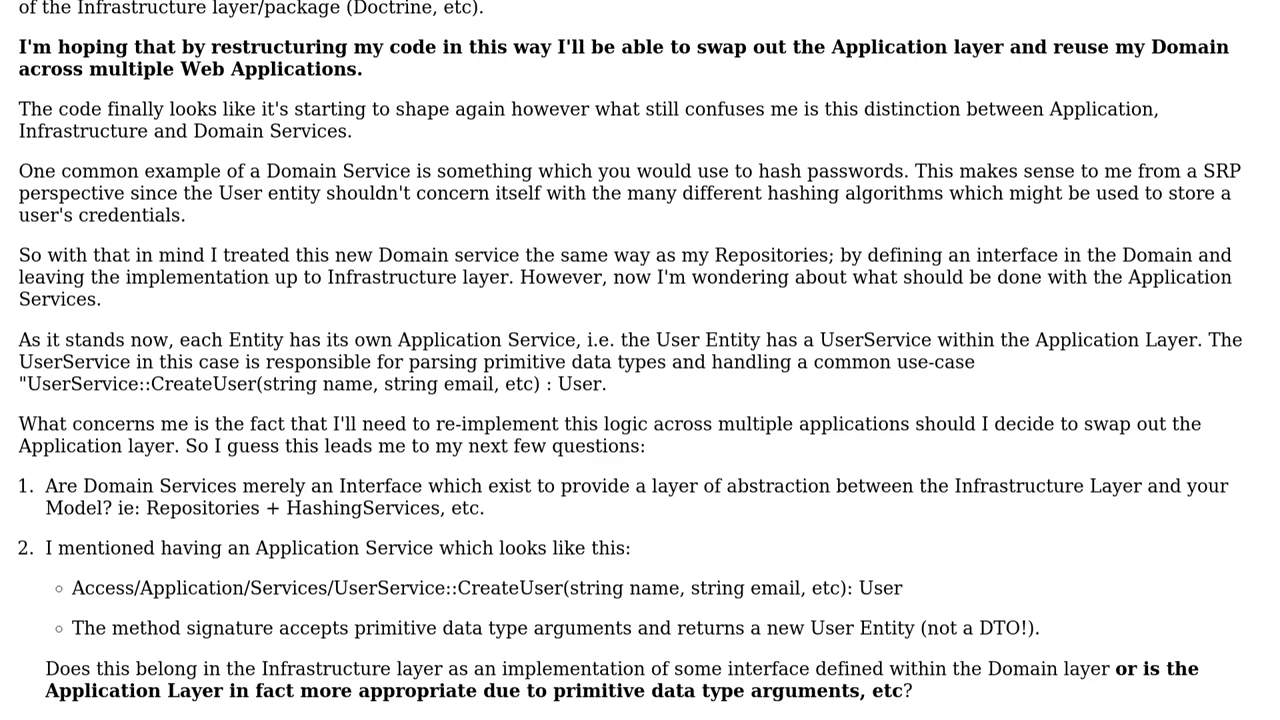 of the Infrastructure layer/package (Doctrine, etc).
I'm hoping that by restructuring my code in this way I'll be able to swap out the Application layer and reuse my Domain
across multiple Web Applications.
The code finally looks like it's starting to shape again however what still confuses me is this distinction between Application,
Infrastructure and Domain Services.
One common example of a Domain Service is something which you would use to hash passwords. This makes sense to me from a SRP
perspective since the User entity shouldn't concern itself with the many different hashing algorithms which might be used to store a
user's credentials.
So with that in mind I treated this new Domain service the same way as my Repositories; by defining an interface in the Domain and
leaving the implementation up to Infrastructure layer. However, now I'm wondering about what should be done with the Application
Services.
As it stands now, each Entity has its own Application Service, i.e. the User Entity has a UserService within the Application Layer. The
UserService in this case is responsible for parsing primitive data types and handling a common use-case
"UserService::CreateUser(string name, string email, etc) : User.
What concerns me is the fact that I'll need to re-implement this logic across multiple applications should I decide to swap out the
Application layer. So I guess this leads me to my next few questions:
1. Are Domain Services merely an Interface which exist to provide a layer of abstraction between the Infrastructure Layer and your
Model? ie: Repositories + HashingServices, etc.
2. I mentioned having an Application Service which looks like this:
◦ Access/Application/Services/UserService::CreateUser(string name, string email, etc): User
◦ The method signature accepts primitive data type arguments and returns a new User Entity (not a DTO!).
Does this belong in the Infrastructure layer as an implementation of some interface defined within the Domain layer or is the
Application Layer in fact more appropriate due to primitive data type arguments, etc?